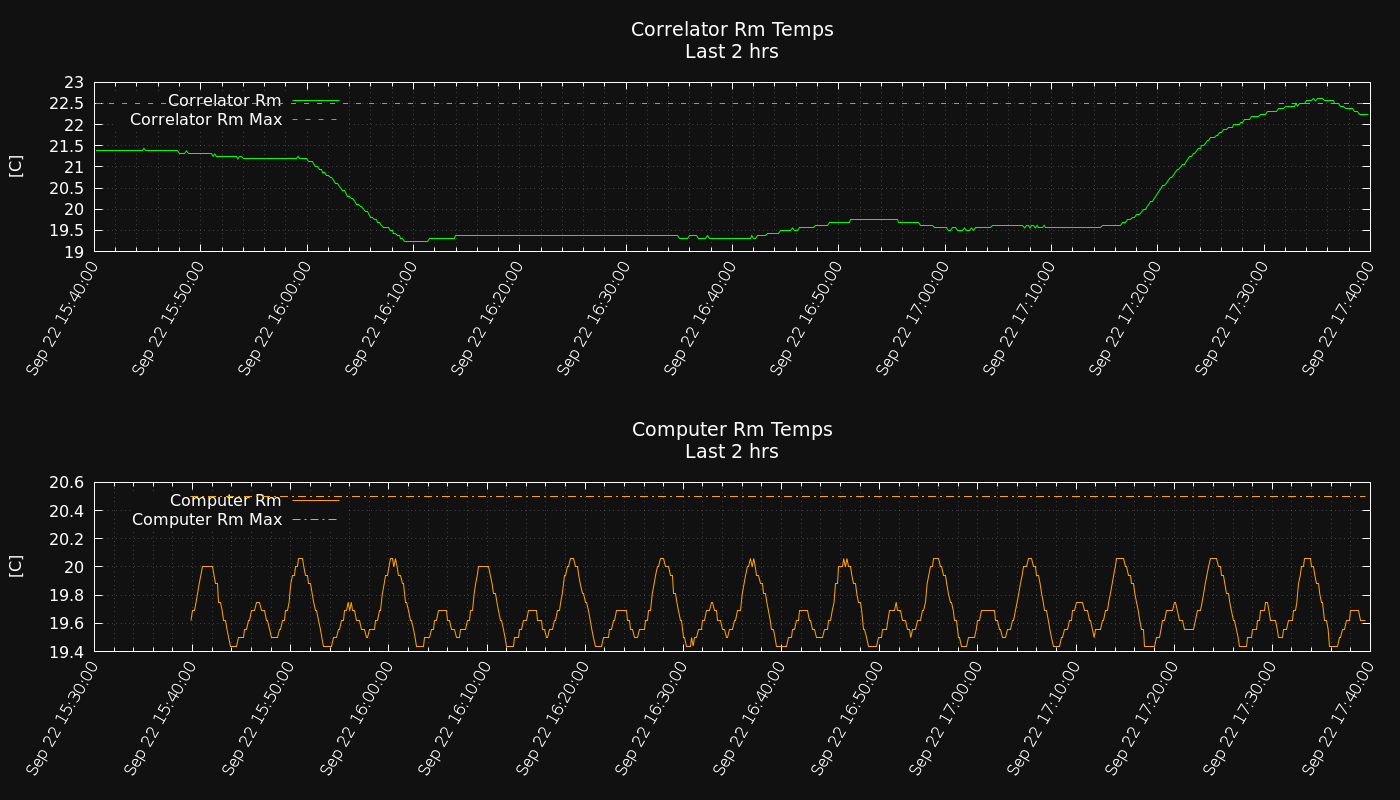 Correlator Rm Temps
Last 2 hrs
23
22.5
22
21.5
21
20.5
20
19.5
19
[C]
Correlator Rm
Correlator Rm Max
Sep 22 15:40:00
Sep 22 15:50:00
Sep 22 16:00:00
Sep 22 16:10:00
Sep 22 16:20:00
Sep 22 16:30:00
Sep 22 16:40:00
Sep 22 16:50:00
Sep 22 17:00:00
Sep 22 17:10:00
Sep 22 17:20:00
Sep 22 17:30:00
Sep 22 17:40:00
Computer Rm Temps
Last 2 hrs
20.6
20.4
20.2
20
19.8
19.6
19.4
[C]
Computer Rm
Computer Rm Max
Sep 22 15:30:00
Sep 22 15:40:00
Sep 22 15:50:00
Sep 22 16:00:00
Sep 22 16:10:00
Sep 22 16:20:00
Sep 22 16:30:00
Sep 22 16:40:00
Sep 22 16:50:00
Sep 22 17:00:00
Sep 22 17:10:00
Sep 22 17:20:00
Sep 22 17:30:00
Sep 22 17:40:00